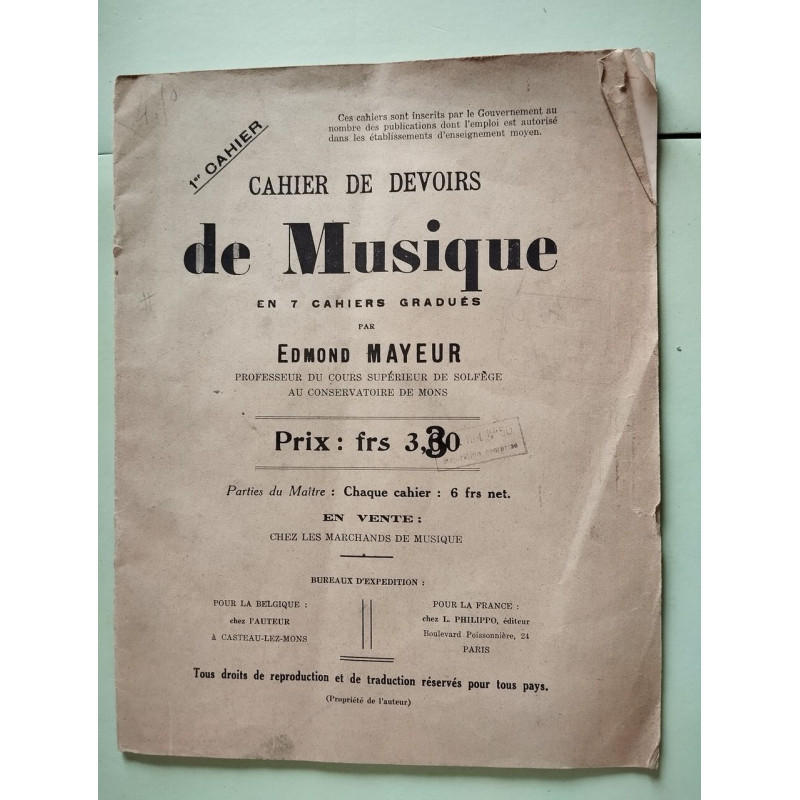 1er CAHIER
Ces cahiers sont inscrits par le Gouvernement au
nombre des publications dont l'emploi est autorisé
dans les établissements d'enseignement moyen.
CAHIER DE DEVOIRS
de Musique
EN 7 CAHIERS GRADUÉS
PAR
EDMOND MAYEUR
PROFESSEUR DU COURS SUPÉRIEUR DE SOLFÈGE
AU CONSERVATOIRE DE MONS
Prix : frs 3,
Parties du Maître : Chaque cahier : 6 frs net.
EN VENTE :
CHEZ LES MARCHANDS DE MUSIQUE
BUREAUX D'EXPEDITION :
POUR LA BELGIQUE :
chez l'AUTEUR
à CASTEAU-LEZ-MONS
POUR LA FRANCE :
chez L. PHILIPPO, éditeur
Boulevard Poissonnière, 24
PARIS
Tous droits de reproduction et de traduction réservés pour tous pays.
(Propriété de l'auteur)